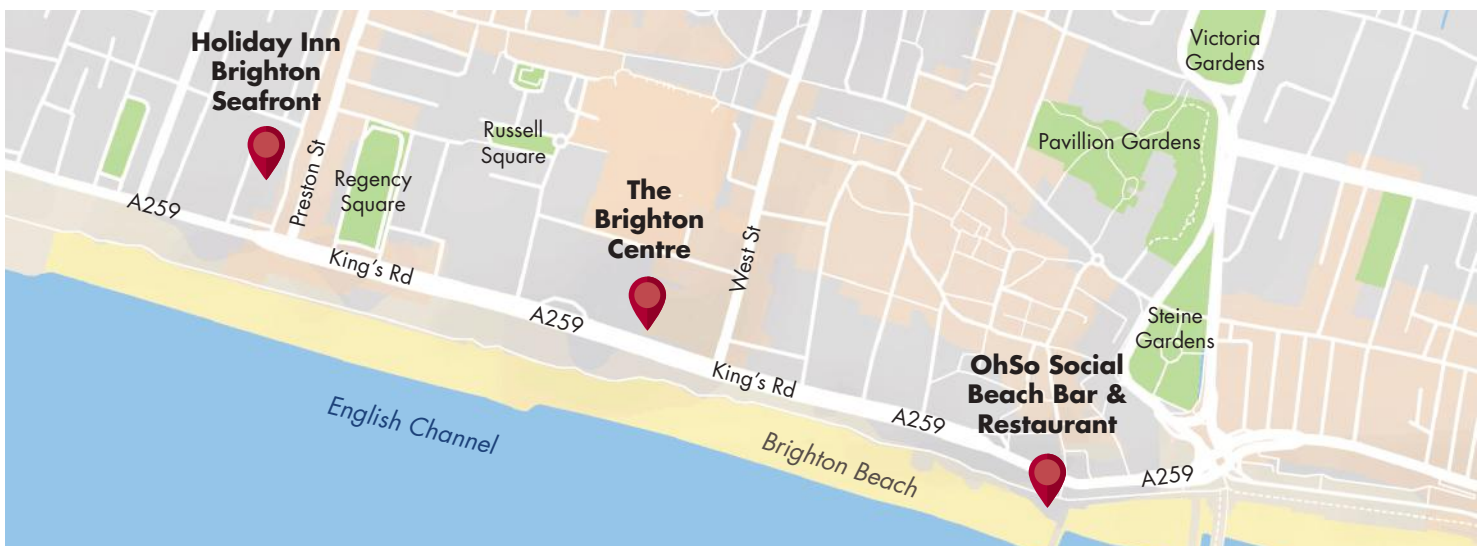 Holiday Inn
Brighton
Seafront
Victoria
Gardens
Russell
Square
Pavillion Gardens
Preston St
Regency
Square
The
Brighton
Centre
A259
King's Rd
West St
A259
Steine
Gardens
OhSo Social
Beach Bar &
Restaurant
King's Rd
A259
English Channel
Brighton Beach
A259